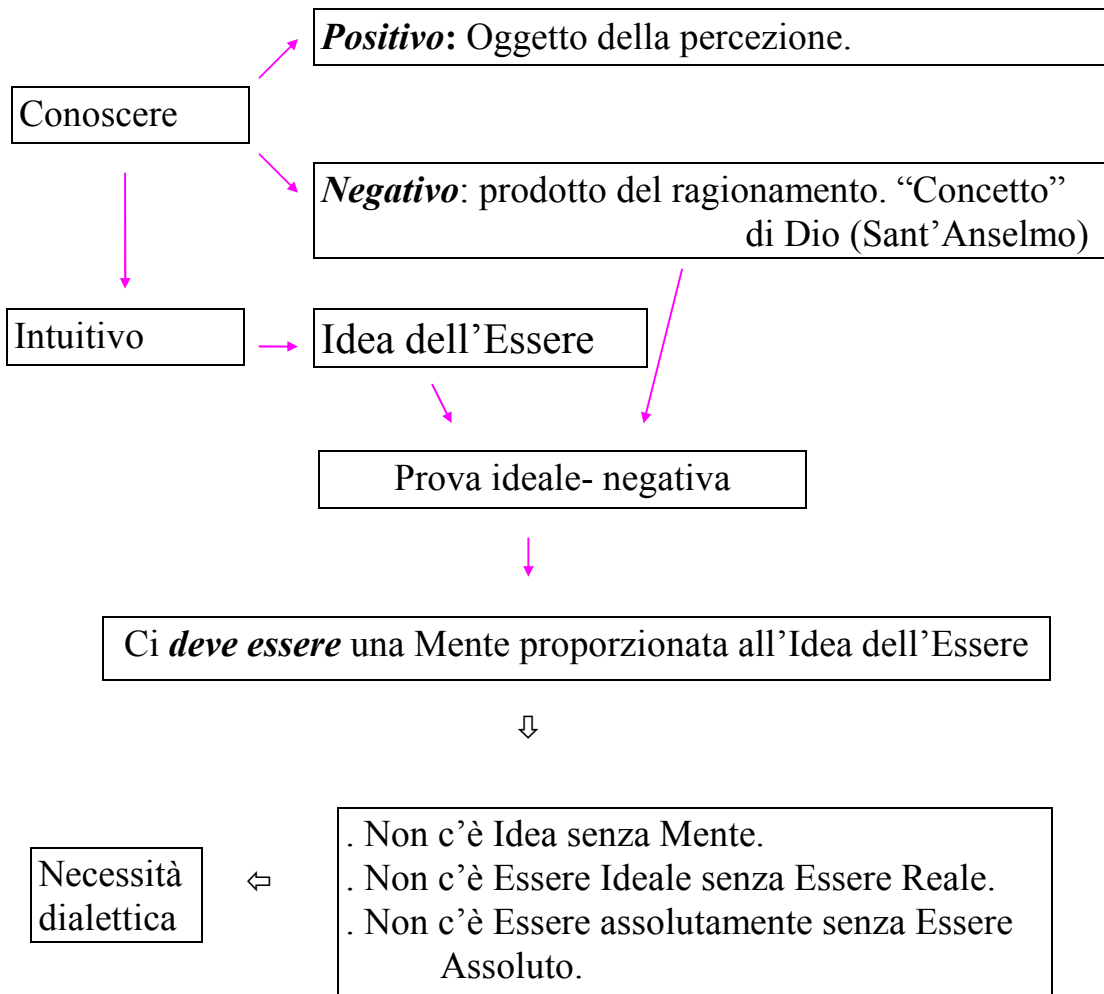 Positivo: Oggetto della percezione.
Conoscere
Negativo: prodotto del ragionamento. “Concetto”
di Dio (Sant’Anselmo)
Intuitivo
Idea dell’Essere
Prova ideale- negativa
Ci deve essere una Mente proporzionata all’Idea dell’Essere
. Non c’è Idea senza Mente.
. Non c’è Essere Ideale senza Essere Reale.
. Non c’è Essere assolutamente senza Essere
Assoluto.
Necessità
dialettica